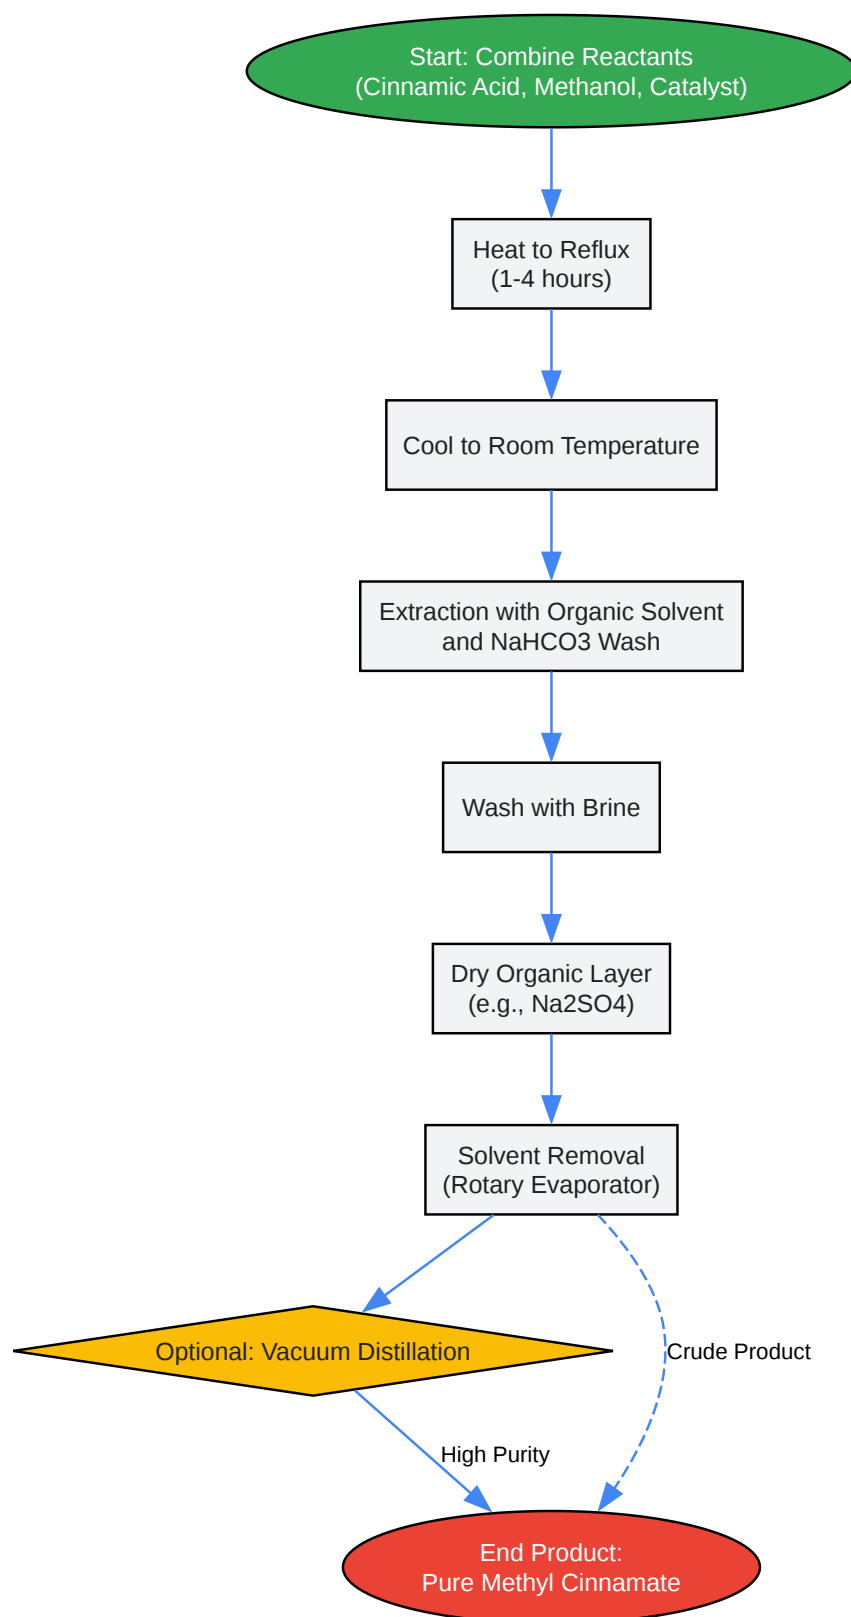 Start: Combine Reactants
(Cinnamic Acid, Methanol, Catalyst)
Heat to Reflux
(1-4 hours)
Cool to Room Temperature
Extraction with Organic Solvent
and NaHCO3 Wash
Wash with Brine
Dry Organic Layer
(e.g., Na2SO4)
Solvent Removal
(Rotary Evaporator)
Optional: Vacuum Distillation
Crude Product
High Purity
End Product:
Pure Methyl Cinnamate